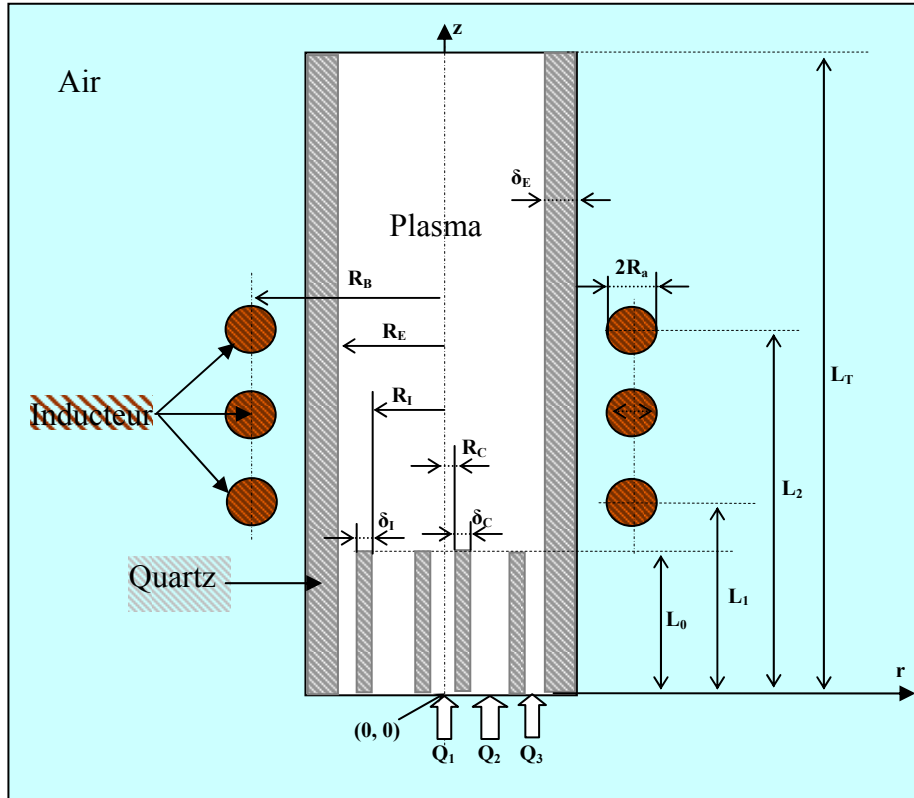 z
Air
δE
Plasma
2Ra
RB
RE
LT
RI
Inducteur
RC
L2
δI
δC
Quartz
L1
L0
r
(0, 0)
Q1 Q2 Q3